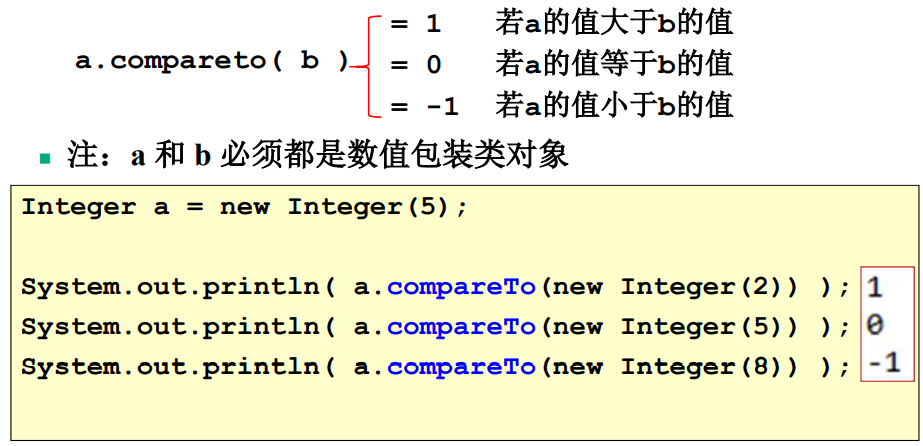 = 1 若a的值大于b的值
a.compareto( b ) = 0 若a的值等于b的值
= -1 若a的值小于b的值
注：a 和 b 必须都是数值包装类对象
Integer a = new Integer(5);
System.out.println( a.compareTo(new Integer(2)) ); 1
System.out.println( a.compareTo(new Integer(5)) ); 0
System.out.println( a.compareTo(new Integer(8)) ); -1